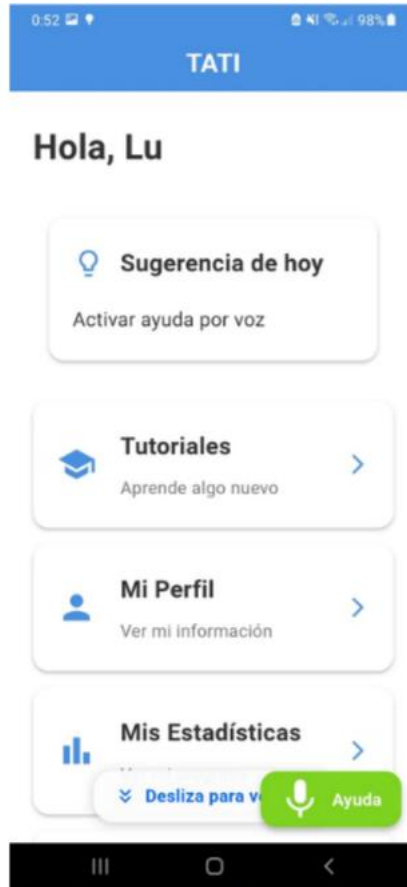 0:52 98%
TATI
Hola, Lu
Sugerencia de hoy
Activar ayuda por voz
Tutoriales
Aprende algo nuevo
Mi Perfil
Ver mi información
Mis Estadísticas
Desliza para v
Ayuda